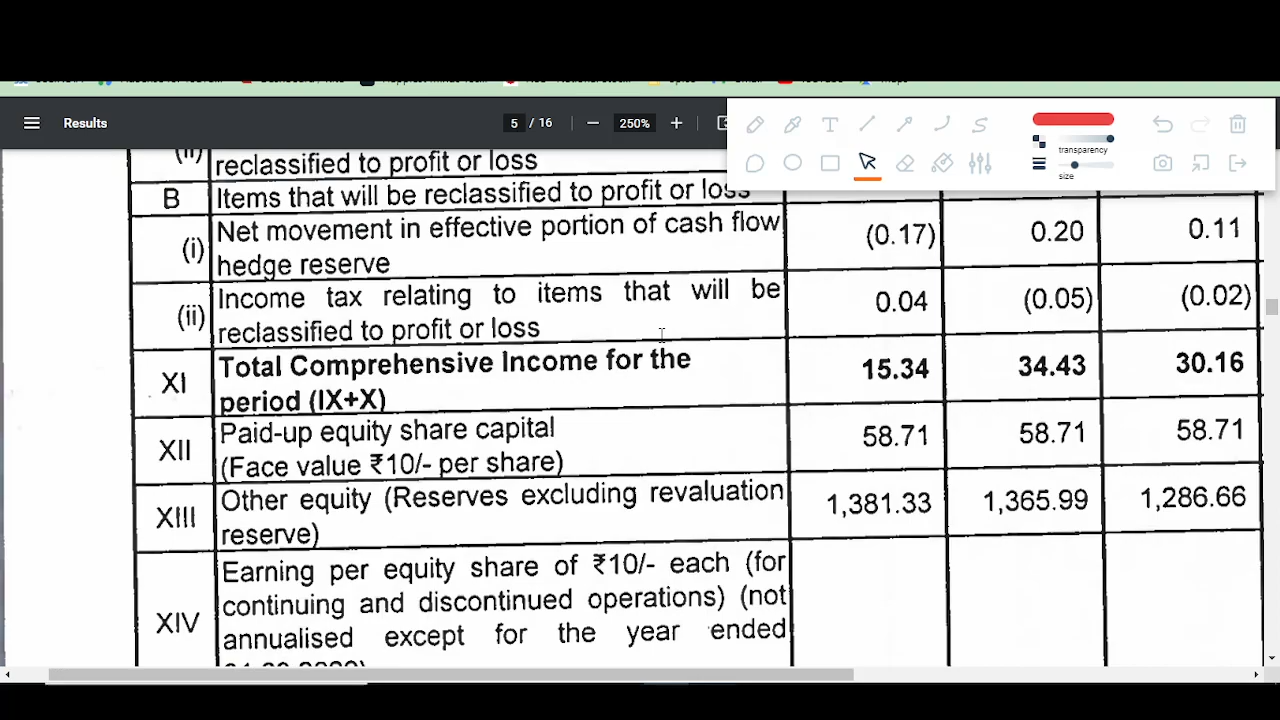 Results
5 / 16
250%
transparency
size
(ii)
reclassified to profit or loss
B Items that will be reclassified to profit or loss
(i) Net movement in effective portion of cash flow (0.17) 0.20 0.11
hedge reserve
(ii) Income tax relating to items that will be 0.04 (0.05) (0.02)
reclassified to profit or loss
XI Total Comprehensive Income for the 15.34 34.43 30.16
period (IX+X)
XII Paid-up equity share capital 58.71 58.71 58.71
(Face value ₹10/- per share)
XIII Other equity (Reserves excluding revaluation 1,381.33 1,365.99 1,286.66
reserve)
XIV Earning per equity share of ₹10/- each (for
continuing and discontinued operations) (not
annualised except for the year ended